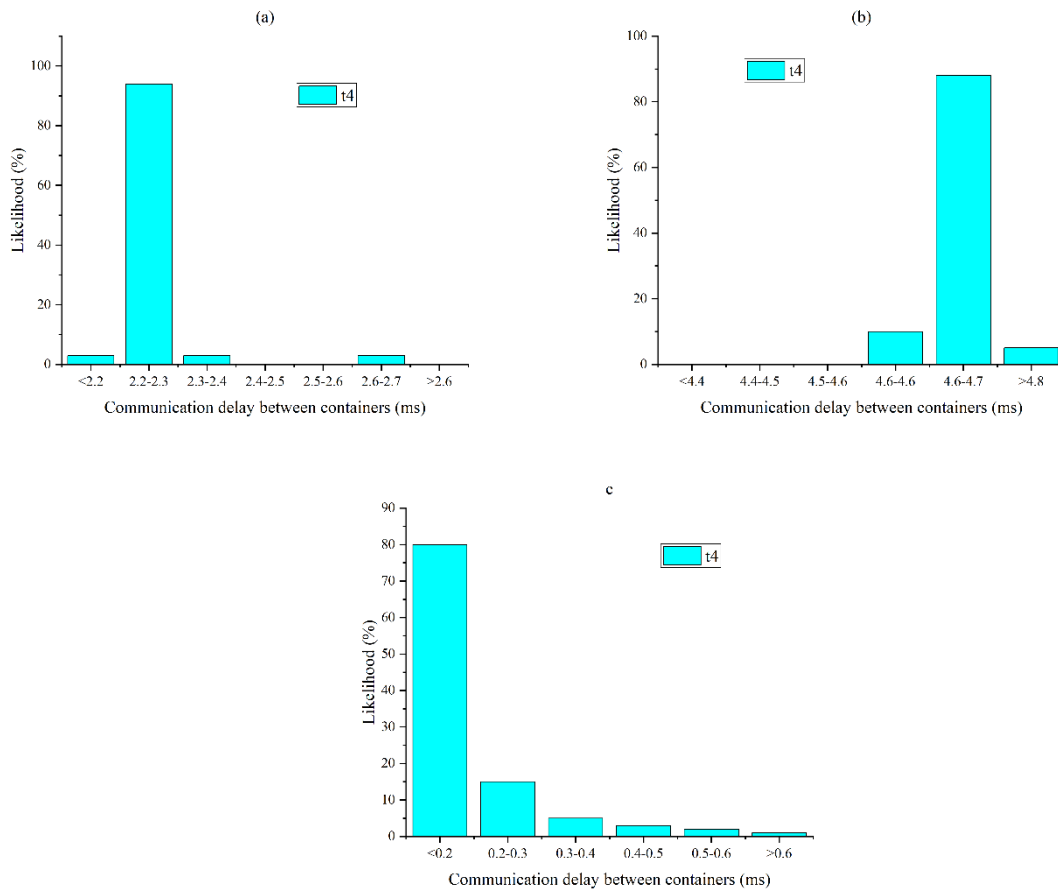 (a)
t4
100
80
60
40
20
0
Likelihood (%)
<2.2 2.2-2.3 2.3-2.4 2.4-2.5 2.5-2.6 2.6-2.7 >2.6
Communication delay between containers (ms)
(b)
t4
100
80
60
40
20
0
Likelihood (%)
<4.4 4.4-4.5 4.5-4.6 4.6-4.6 4.6-4.7 >4.8
Communication delay between containers (ms)
c
t4
90
80
70
60
50
40
30
20
10
0
Likelihood (%)
<0.2 0.2-0.3 0.3-0.4 0.4-0.5 0.5-0.6 >0.6
Communication delay between containers (ms)